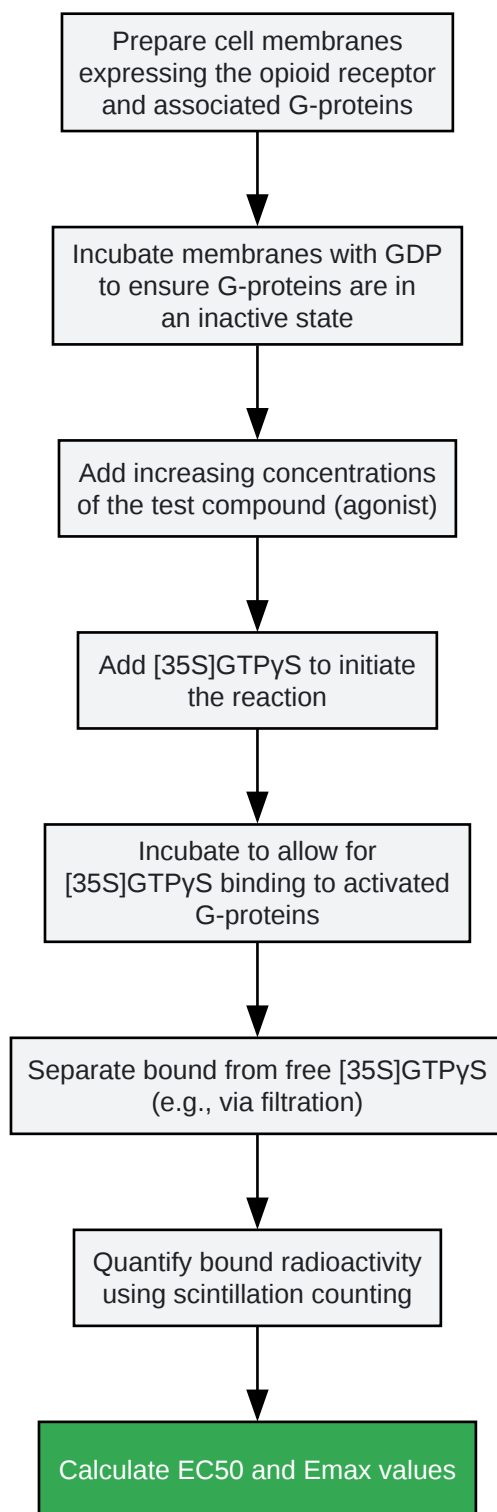 Prepare cell membranes
expressing the opioid receptor
and associated G-proteins
Incubate membranes with GDP
to ensure G-proteins are in
an inactive state
Add increasing concentrations
of the test compound (agonist)
Add [35S]GTPγS to initiate
the reaction
Incubate to allow for
[35S]GTPγS binding to activated
G-proteins
Separate bound from free [35S]GTPγS
(e.g., via filtration)
Quantify bound radioactivity
using scintillation counting
Calculate EC50 and Emax values